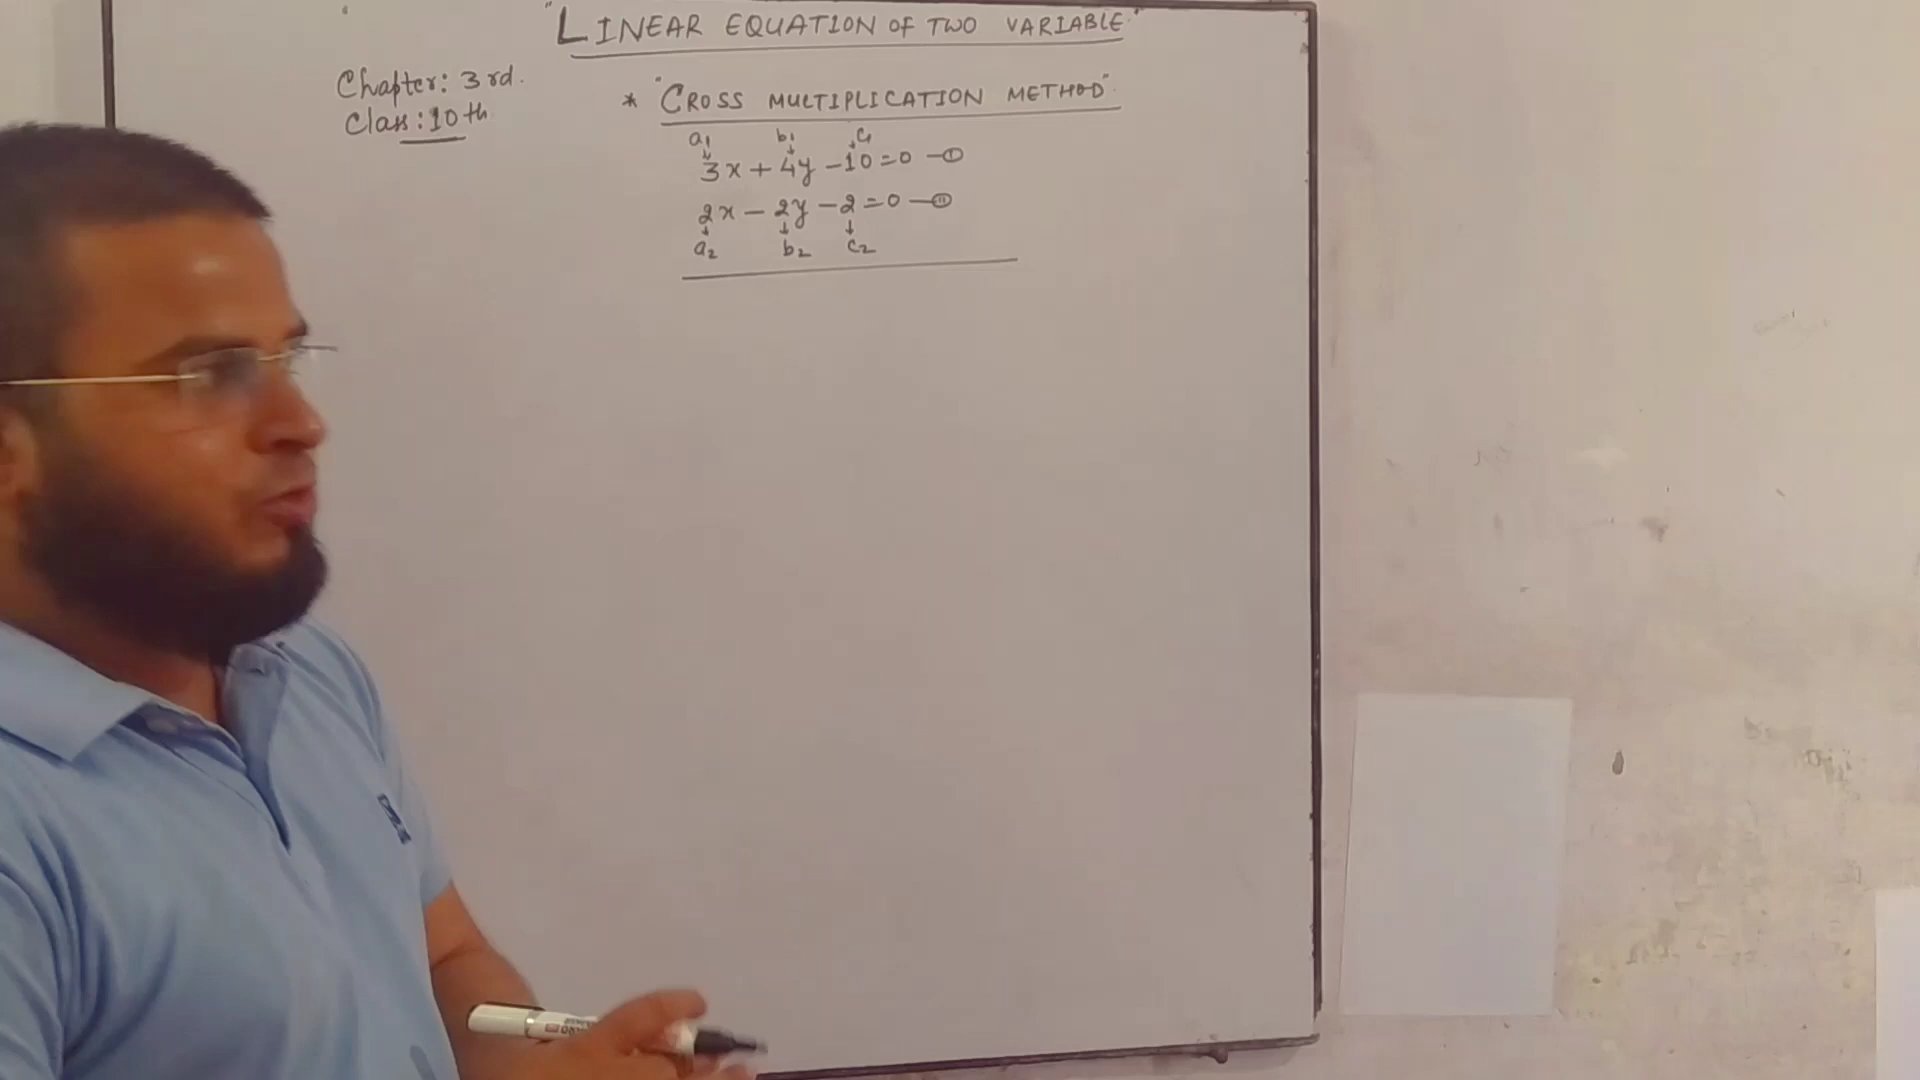 "LINEAR EQUATION OF TWO VARIABLE"
Chapter: 3rd.
Class: 10th
* "CROSS MULTIPLICATION METHOD".
a₁ b₁ c₁
3x + 4y - 10 = 0 - (I)
2x - 2y - 2 = 0 - (II)
a₂ b₂ c₂